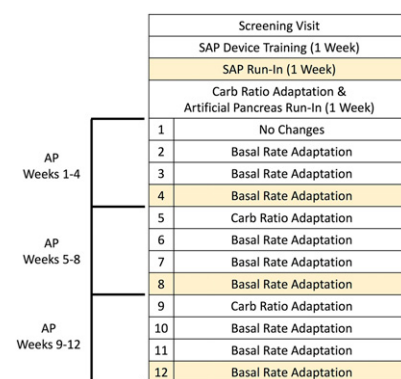 Screening Visit
SAP Device Training (1 Week)
SAP Run-In (1 Week)
Carb Ratio Adaptation &
Artificial Pancreas Run-In (1 Week)
AP
Weeks 1-4
1 No Changes
2 Basal Rate Adaptation
3 Basal Rate Adaptation
4 Basal Rate Adaptation
AP
Weeks 5-8
5 Carb Ratio Adaptation
6 Basal Rate Adaptation
7 Basal Rate Adaptation
8 Basal Rate Adaptation
AP
Weeks 9-12
9 Carb Ratio Adaptation
10 Basal Rate Adaptation
11 Basal Rate Adaptation
12 Basal Rate Adaptation